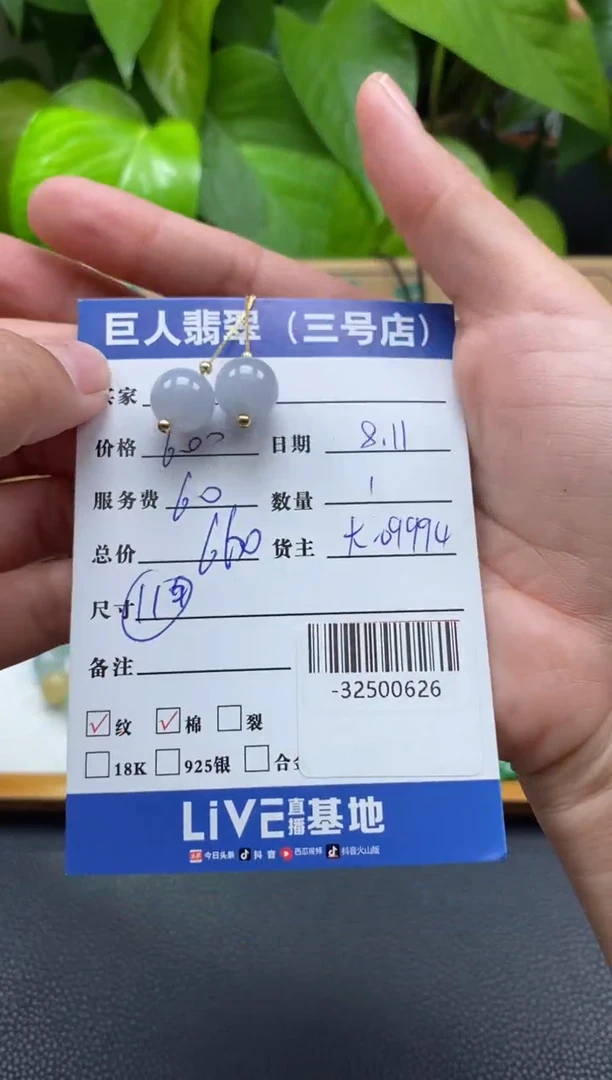 巨人翡翠（三号店）
买家
价格 600 日期 8.11
服务费 60 数量 1
总价 660 货主
尺寸
备注
-32500626
纹 棉 裂
18K 925银 合金
LiVE直播基地
今日头条 抖音 西瓜视频 抖音火山版